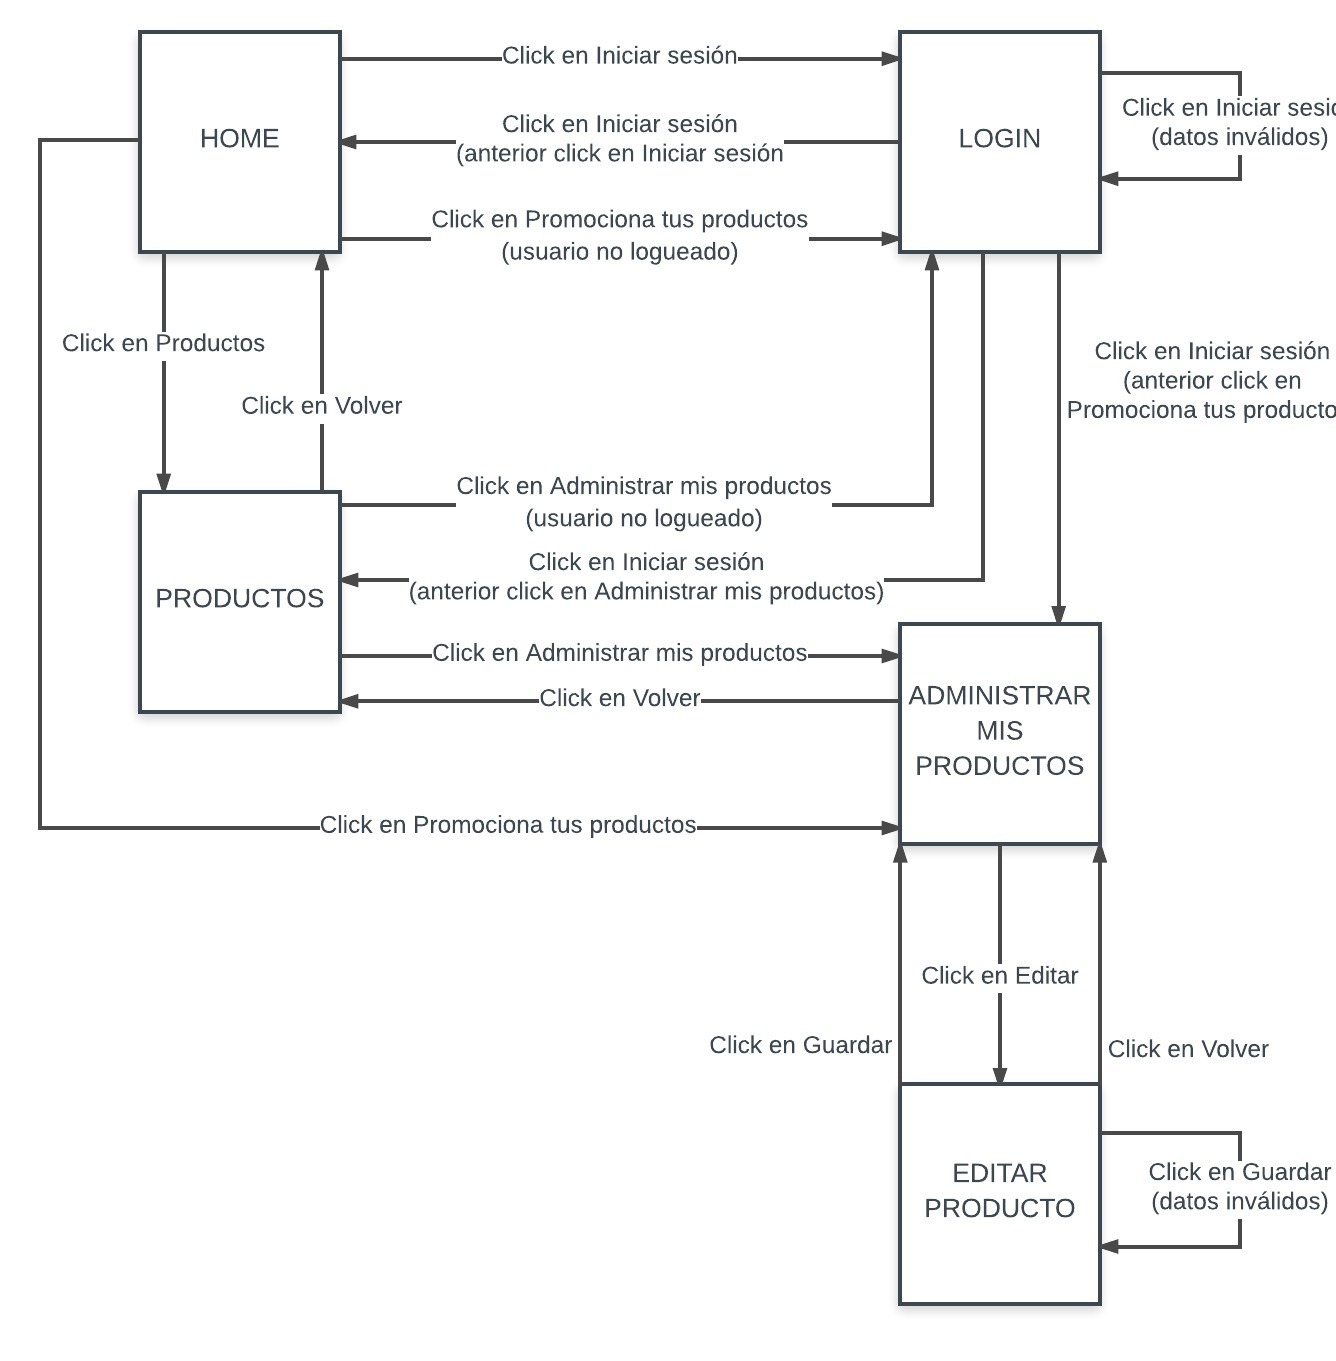 Click en Iniciar sesión
HOME
LOGIN
Click en Iniciar sesión
(anterior click en Iniciar sesión
Click en Iniciar
(datos inválidos)
Click en Promociona tus productos
(usuario no logueado)
Click en Productos
Click en Volver
Click en Iniciar sesión
(anterior click en
Promociona tus
Click en Administrar mis productos
(usuario no logueado)
Click en Iniciar sesión
(anterior click en Administrar mis productos)
PRODUCTOS
Click en Administrar mis productos
Click en Volver
ADMINISTRAR
MIS
PRODUCTOS
Click en Promociona tus productos
Click en Editar
Click en Guardar
Click en Volver
EDITAR
PRODUCTO
Click en Guardar
(datos inválidos)